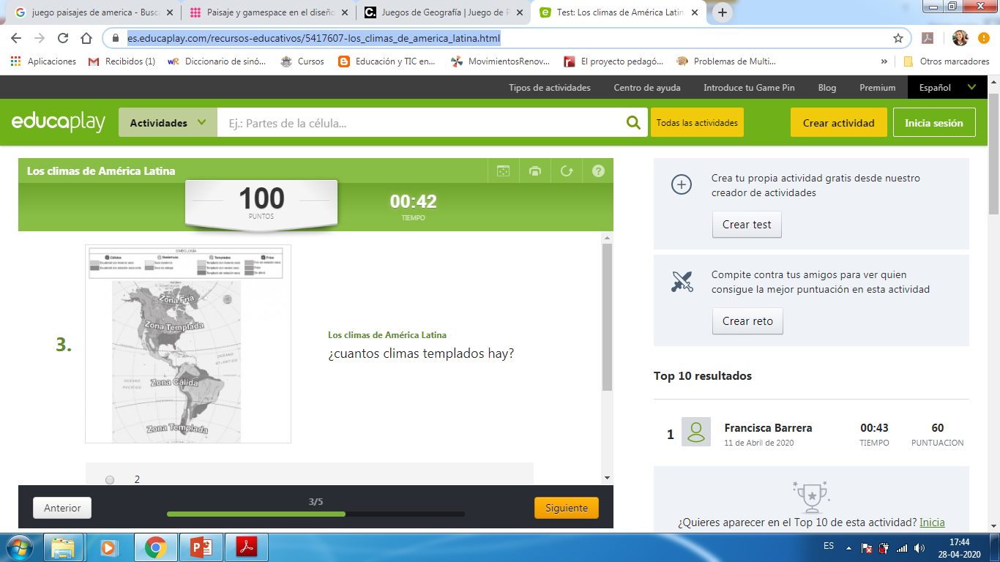 juego paisajes de america - Busc
Paisaje y gamespace en el diseño
Juegos de Geografía | Juego de P
Test: Los climas de América Latin
es.educaplay.com/recursos-educativos/5417607-los_climas_de_america_latina.html
Aplicaciones
Recibidos (1)
Diccionario de sinó...
Cursos
Educación y TIC en...
MovimientosRenov...
El proyecto pedagó...
Problemas de Multi...
»
Otros marcadores
Tipos de actividades
Centro de ayuda
Introduce tu Game Pin
Blog
Premium
Español
educaplay
Actividades
Ej.: Partes de la célula...
Todas las actividades
Crear actividad
Inicia sesión
Los climas de América Latina
100
PUNTOS
00:42
TIEMPO
3.
SIMBOLOGÍA
Cálidos
Desérticos
Templados
Fríos
Zona Fría
Zona Templada
OCÉANO ATLÁNTICO
OCÉANO PACÍFICO
Zona Cálida
Zona Templada
Los climas de América Latina
¿cuantos climas templados hay?
2
Anterior
3/5
Siguiente
Crea tu propia actividad gratis desde nuestro
creador de actividades
Crear test
Compite contra tus amigos para ver quien
consigue la mejor puntuación en esta actividad
Crear reto
Top 10 resultados
1
Francisca Barrera
11 de Abril de 2020
00:43
TIEMPO
60
PUNTUACION
¿Quieres aparecer en el Top 10 de esta actividad? Inicia
ES
17:44
28-04-2020